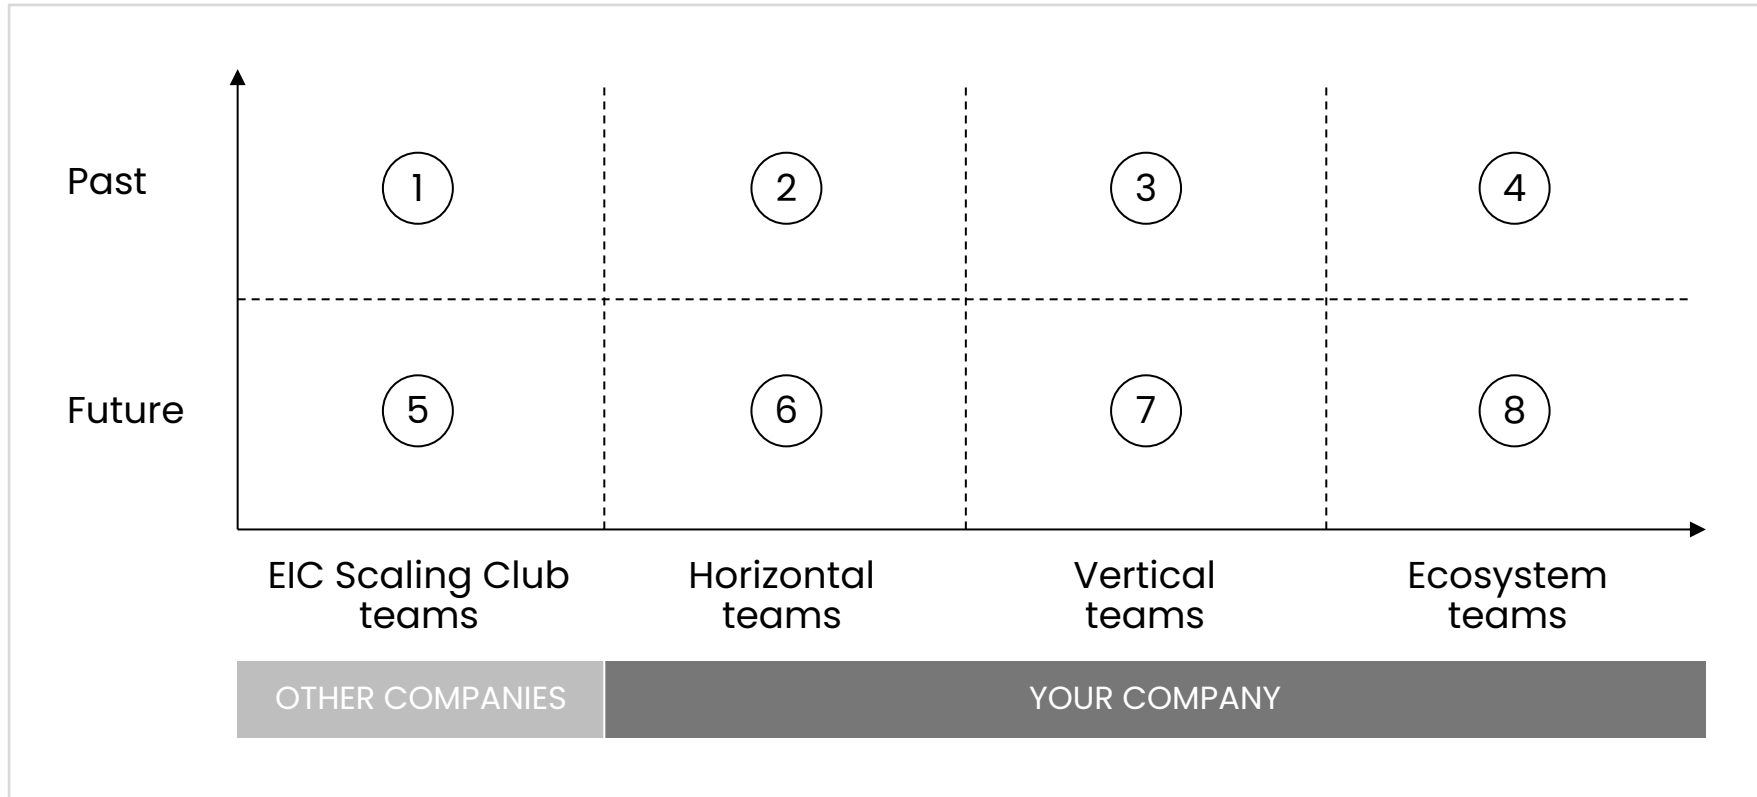 Past
1
2
3
4
Future
5
6
7
8
EIC Scaling Club
teams
Horizontal
teams
Vertical
teams
Ecosystem
teams
OTHER COMPANIES
YOUR COMPANY